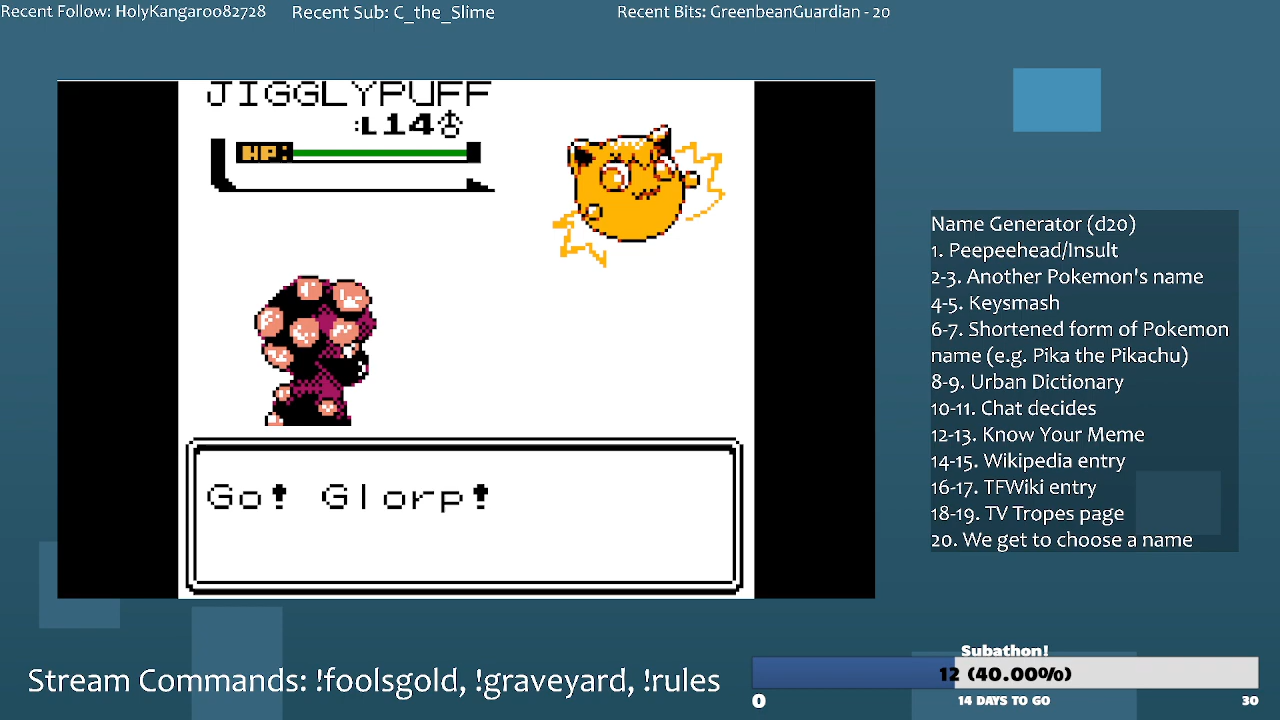 Recent Follow: HolyKangaroo82728
Recent Sub: C_the_Slime
Recent Bits: GreenbeanGuardian - 20
JIGGLYPUFF
:L14♂
HP:
Go! Glorp!
Name Generator (d20)
1. Peepeehead/Insult
2-3. Another Pokemon's name
4-5. Keysmash
6-7. Shortened form of Pokemon
name (e.g. Pika the Pikachu)
8-9. Urban Dictionary
10-11. Chat decides
12-13. Know Your Meme
14-15. Wikipedia entry
16-17. TFWiki entry
18-19. TV Tropes page
20. We get to choose a name
Stream Commands: !foolsgold, !graveyard, !rules
Subathon!
12 (40.00%)
0
14 DAYS TO GO
30